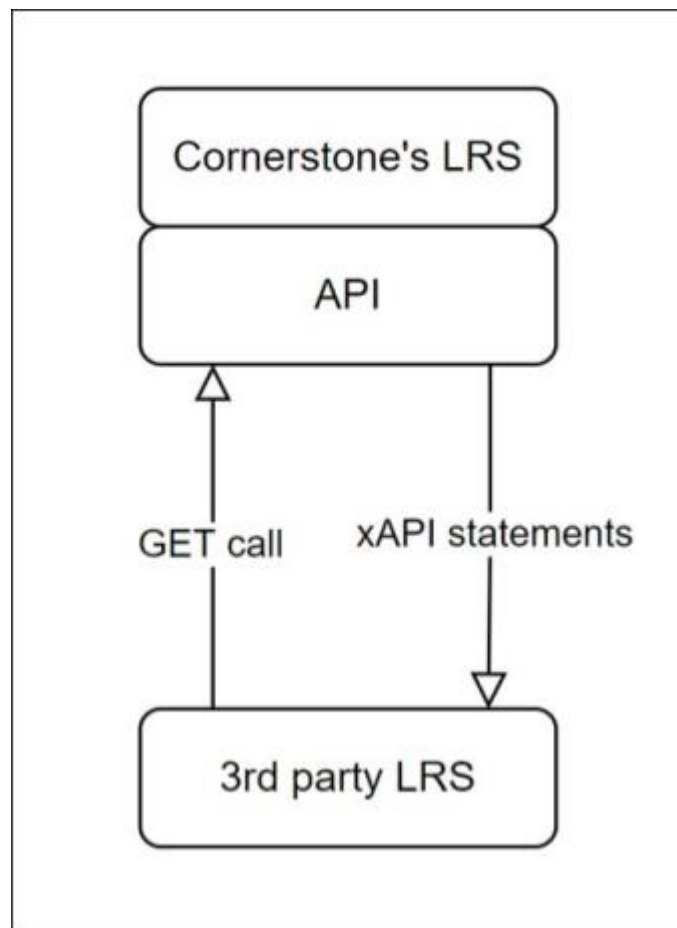 Cornerstone's LRS
API
GET call
xAPI statements
3rd party LRS